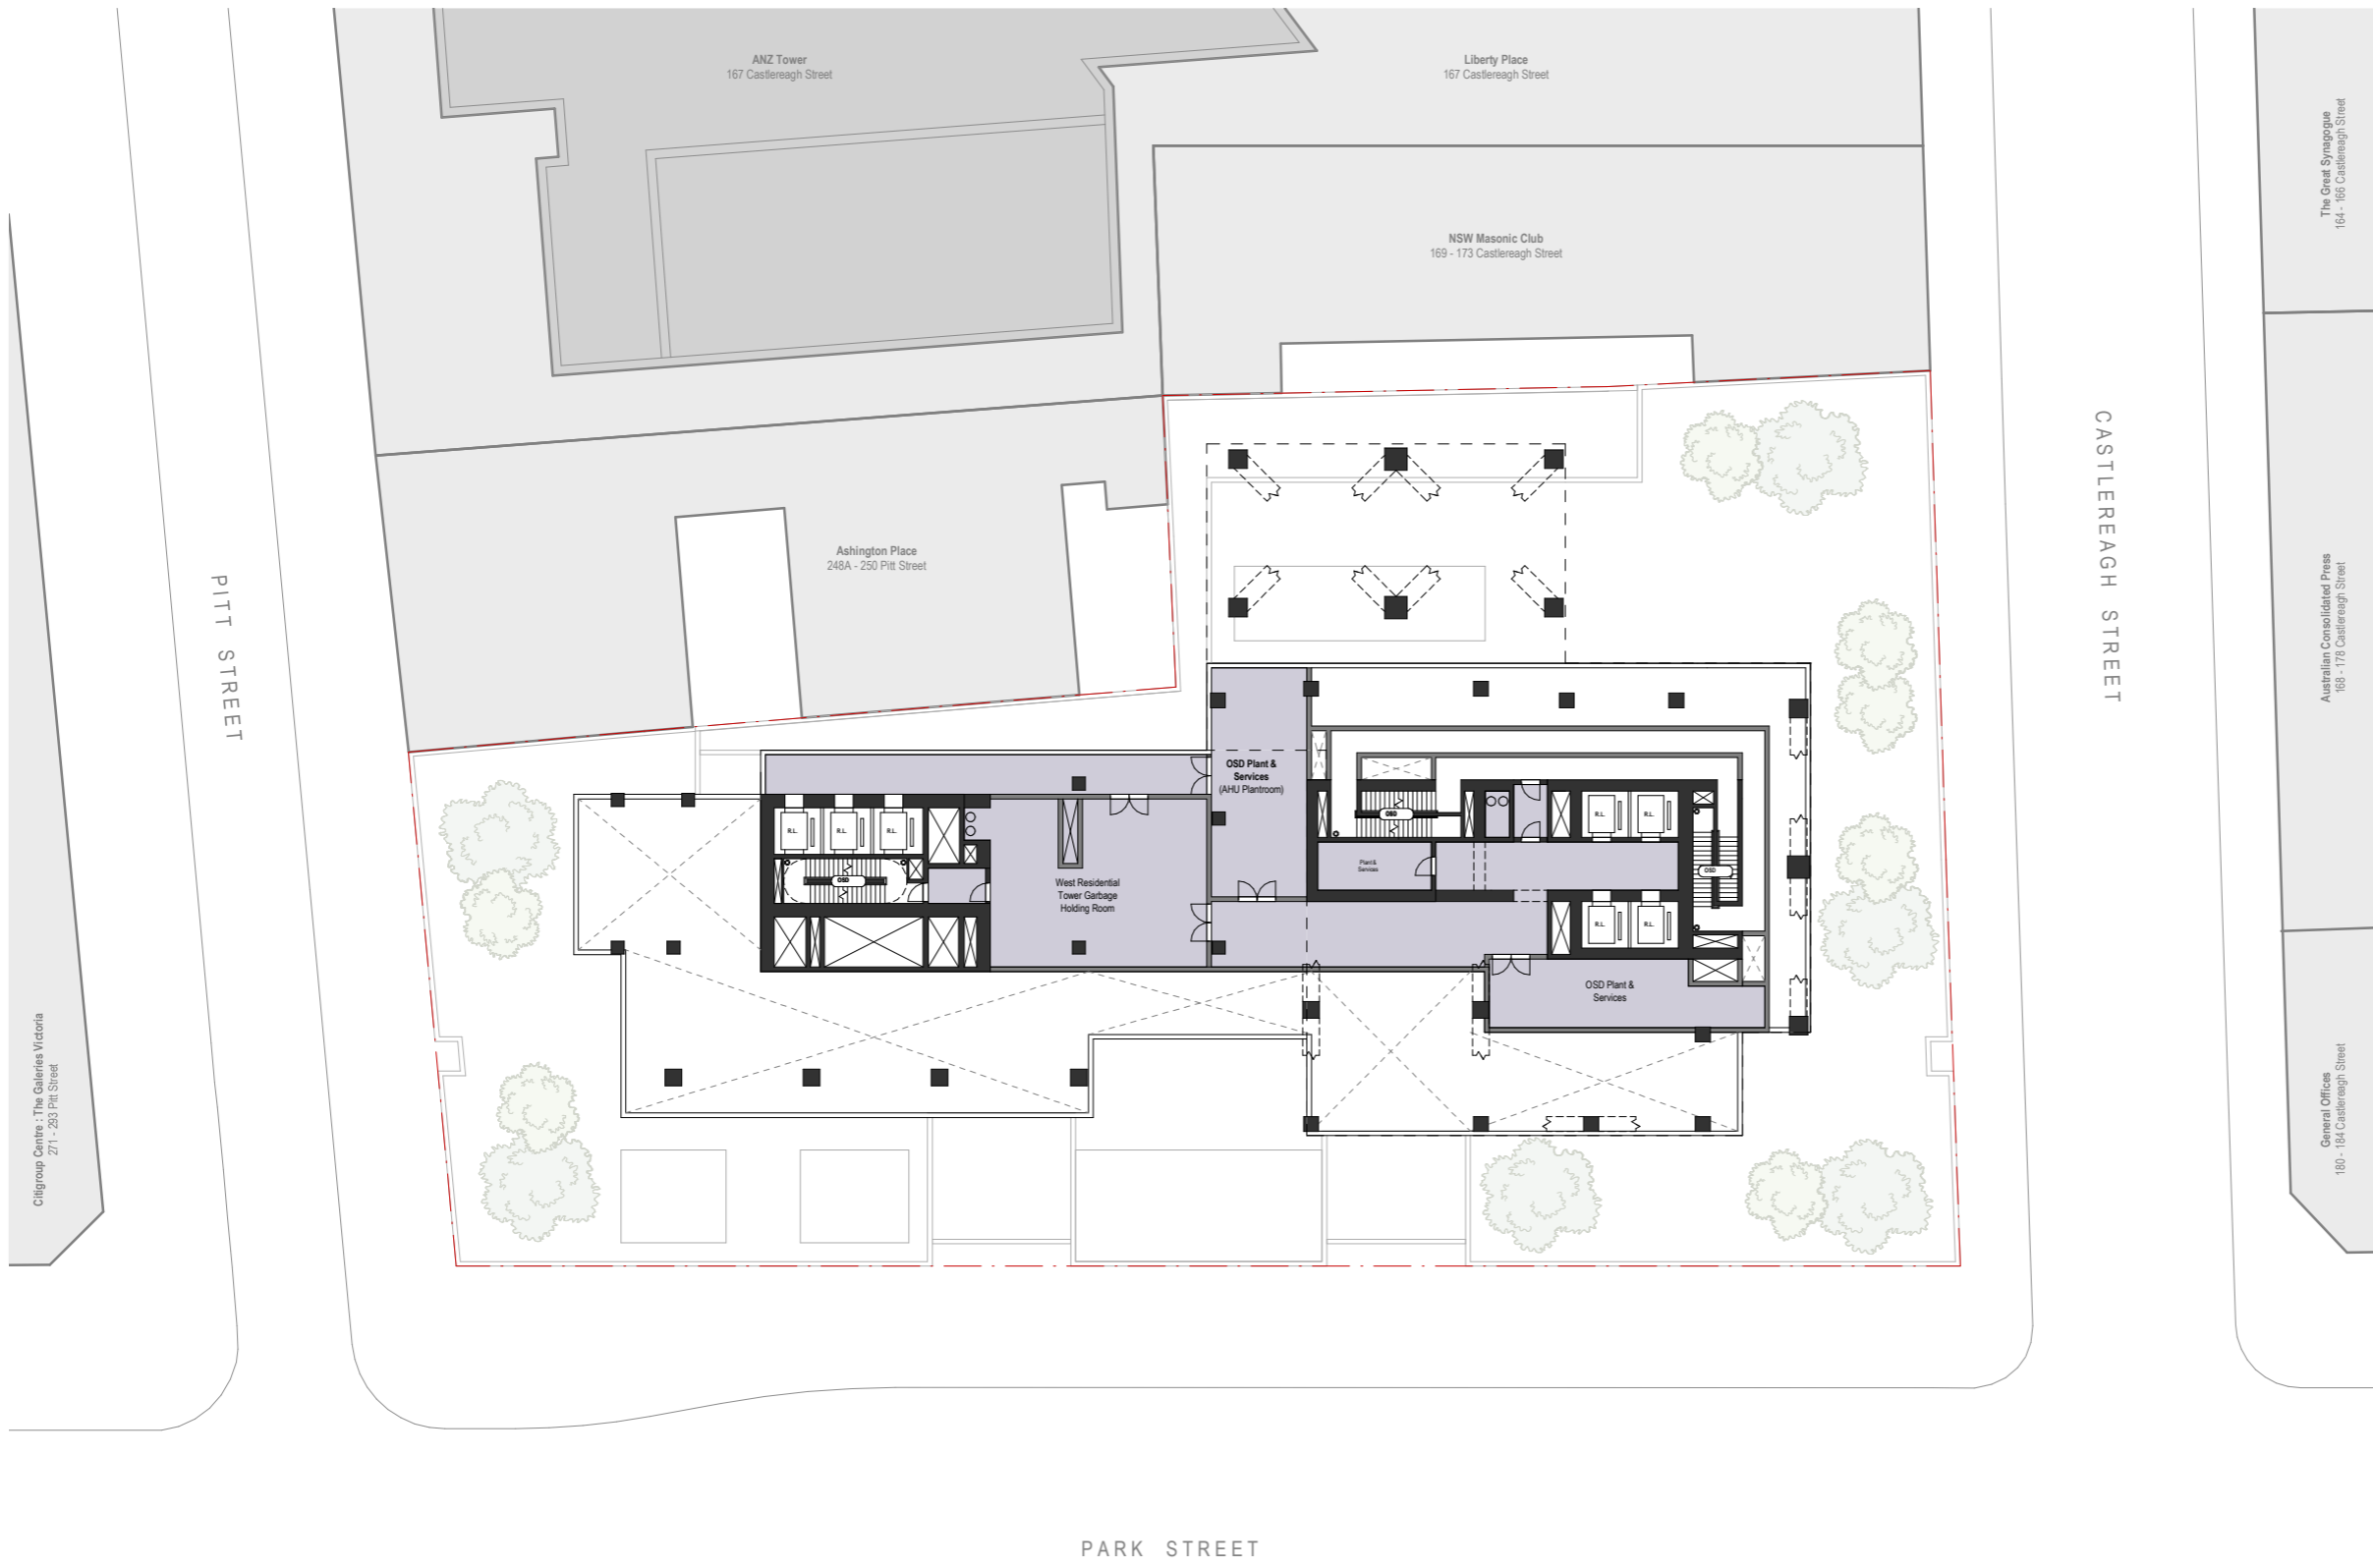 ANZ Tower
167 Castlereagh Street
Liberty Place
167 Castlereagh Street
The Great Synagogue
164 - 166 Castlereagh Street
NSW Masonic Club
169 - 173 Castlereagh Street
CASTLEREAGH STREET
Ashington Place
248A - 250 Pitt Street
PITT STREET
Australian Consolidated Press
168 - 178 Castlereagh Street
OSD Plant &
Services
(AHU Plantroom)
R.L.
R.L.
R.L.
OSD
R.L.
R.L.
OSD
Plant &
Services
OSD
West Residential
Tower Garbage
Holding Room
R.L.
R.L.
OSD Plant &
Services
Citigroup Centre : The Galeries Victoria
271 - 293 Pitt Street
General Offices
180 - 184 Castlereagh Street
PARK STREET